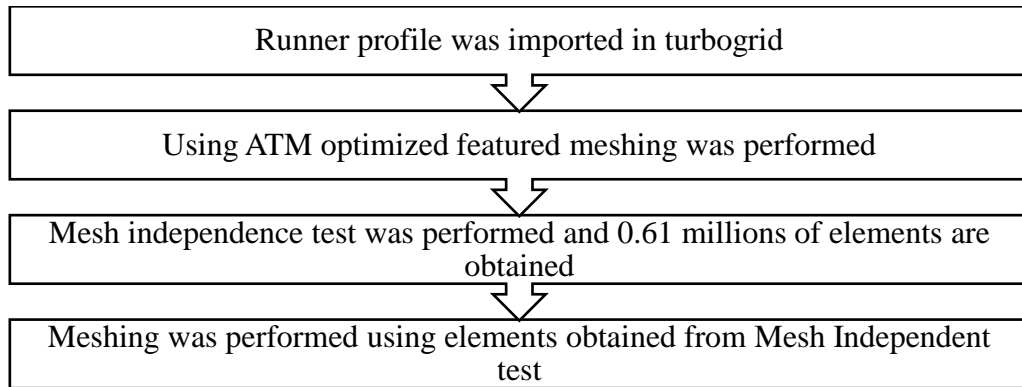 Runner profile was imported in turbogrid
Using ATM optimized featured meshing was performed
Mesh independence test was performed and 0.61 millions of elements are
obtained
Meshing was performed using elements obtained from Mesh Independent
test